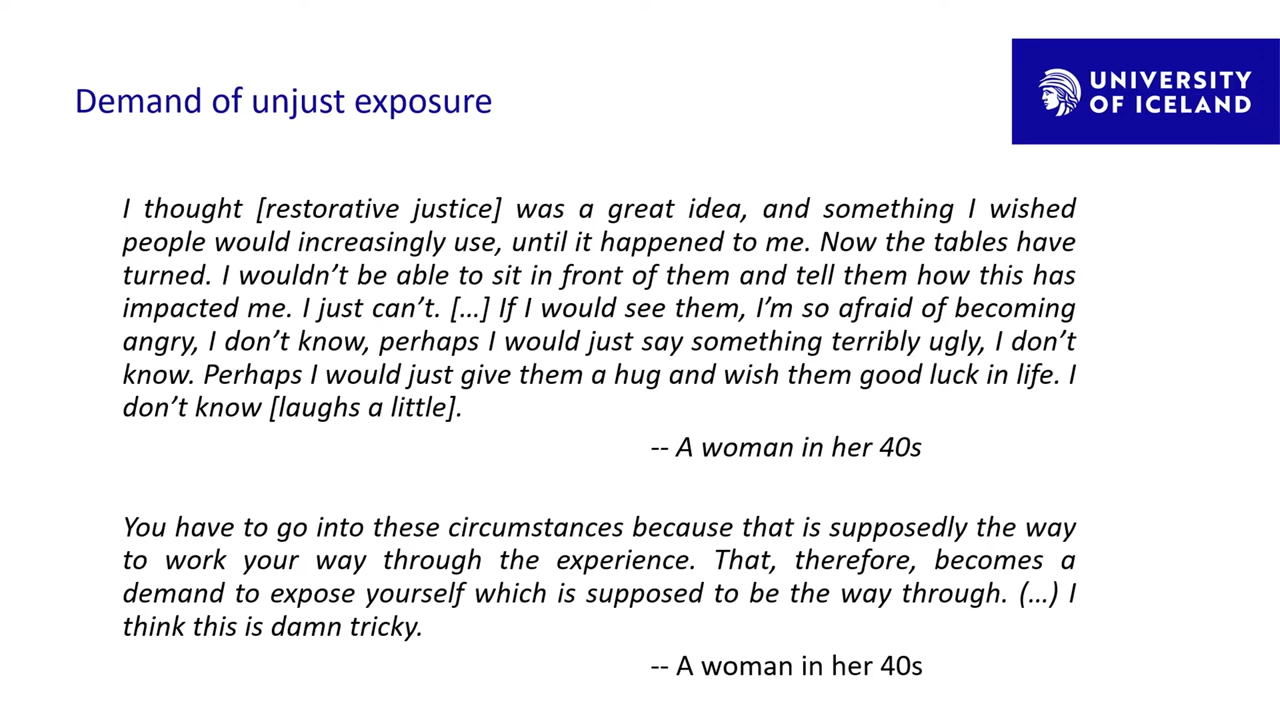 Demand of unjust exposure
UNIVERSITY
OF ICELAND
I thought [restorative justice] was a great idea, and something I wished
people would increasingly use, until it happened to me. Now the tables have
turned. I wouldn’t be able to sit in front of them and tell them how this has
impacted me. I just can’t. […] If I would see them, I’m so afraid of becoming
angry, I don’t know, perhaps I would just say something terribly ugly, I don’t
know. Perhaps I would just give them a hug and wish them good luck in life. I
don’t know [laughs a little].
-- A woman in her 40s
You have to go into these circumstances because that is supposedly the way
to work your way through the experience. That, therefore, becomes a
demand to expose yourself which is supposed to be the way through. (…) I
think this is damn tricky.
-- A woman in her 40s